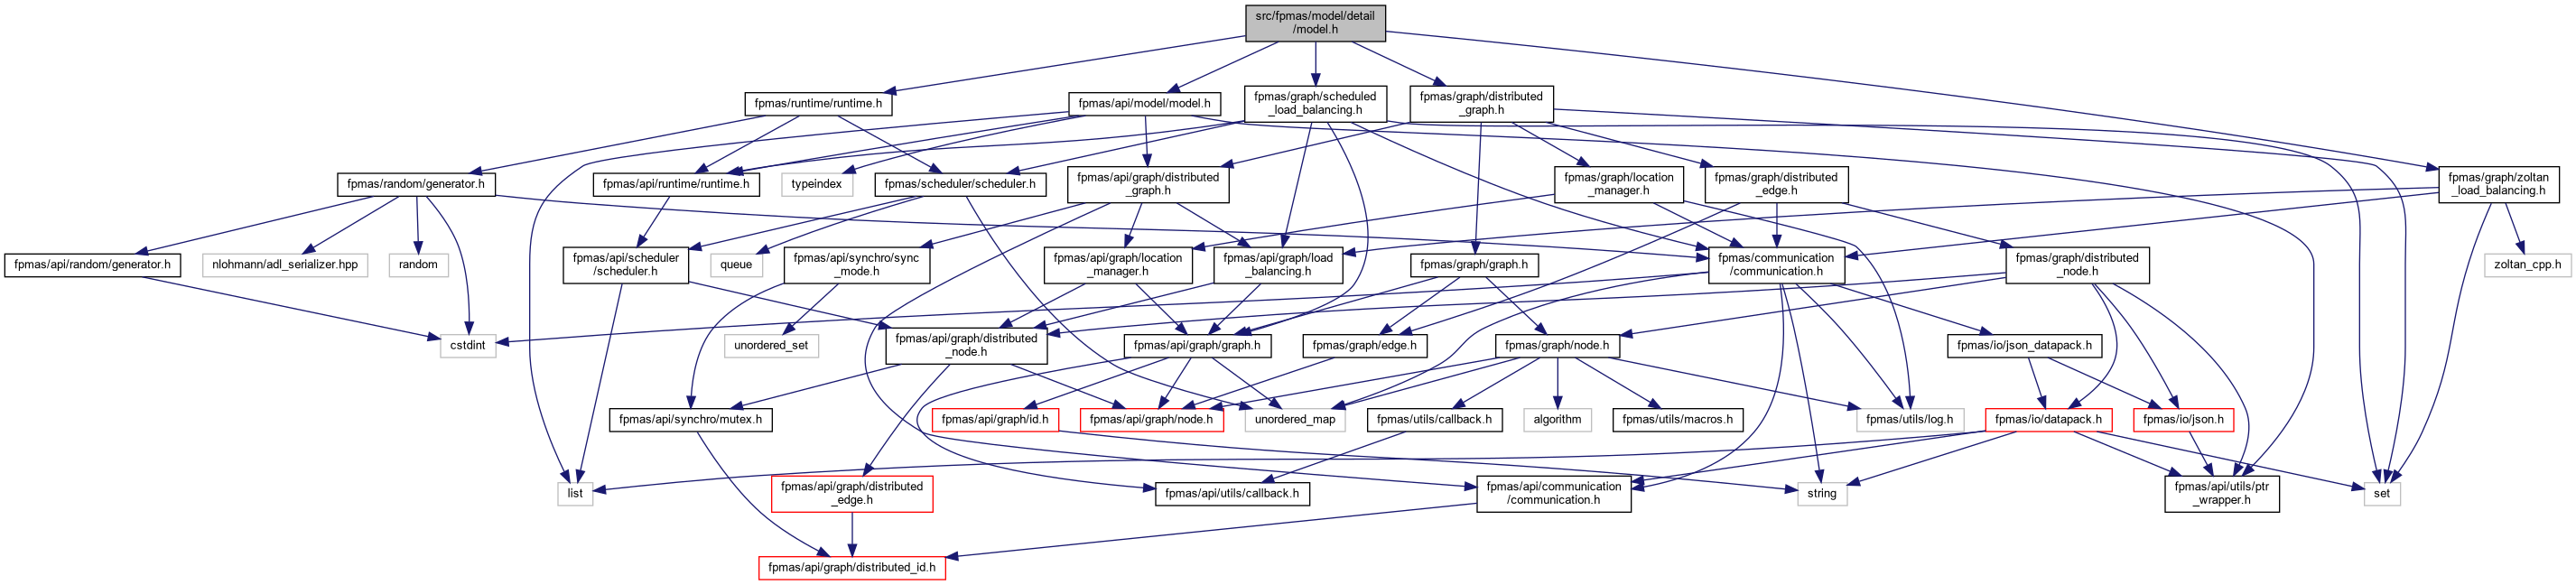 src/fpmas/model/detail
/model.h
fpmas/runtime/runtime.h
fpmas/api/model/model.h
fpmas/graph/scheduled
_load_balancing.h
fpmas/graph/distributed
_graph.h
fpmas/random/generator.h
fpmas/api/runtime/runtime.h
typeindex
fpmas/scheduler/scheduler.h
fpmas/api/graph/distributed
_graph.h
fpmas/graph/location
_manager.h
fpmas/graph/distributed
_edge.h
fpmas/graph/zoltan
_load_balancing.h
fpmas/api/random/generator.h
nlohmann/adl_serializer.hpp
random
fpmas/api/scheduler
/scheduler.h
queue
fpmas/api/synchro/sync
_mode.h
fpmas/api/graph/location
_manager.h
fpmas/api/graph/load
_balancing.h
fpmas/graph/graph.h
fpmas/communication
/communication.h
fpmas/graph/distributed
_node.h
zoltan_cpp.h
cstdint
unordered_set
fpmas/api/graph/distributed
_node.h
fpmas/api/graph/graph.h
fpmas/graph/edge.h
fpmas/graph/node.h
fpmas/io/json_datapack.h
fpmas/api/synchro/mutex.h
fpmas/api/graph/id.h
fpmas/api/graph/node.h
unordered_map
fpmas/utils/callback.h
algorithm
fpmas/utils/macros.h
fpmas/utils/log.h
fpmas/io/datapack.h
fpmas/io/json.h
list
fpmas/api/graph/distributed
_edge.h
fpmas/api/utils/callback.h
fpmas/api/communication
/communication.h
string
fpmas/api/utils/ptr
_wrapper.h
set
fpmas/api/graph/distributed_id.h